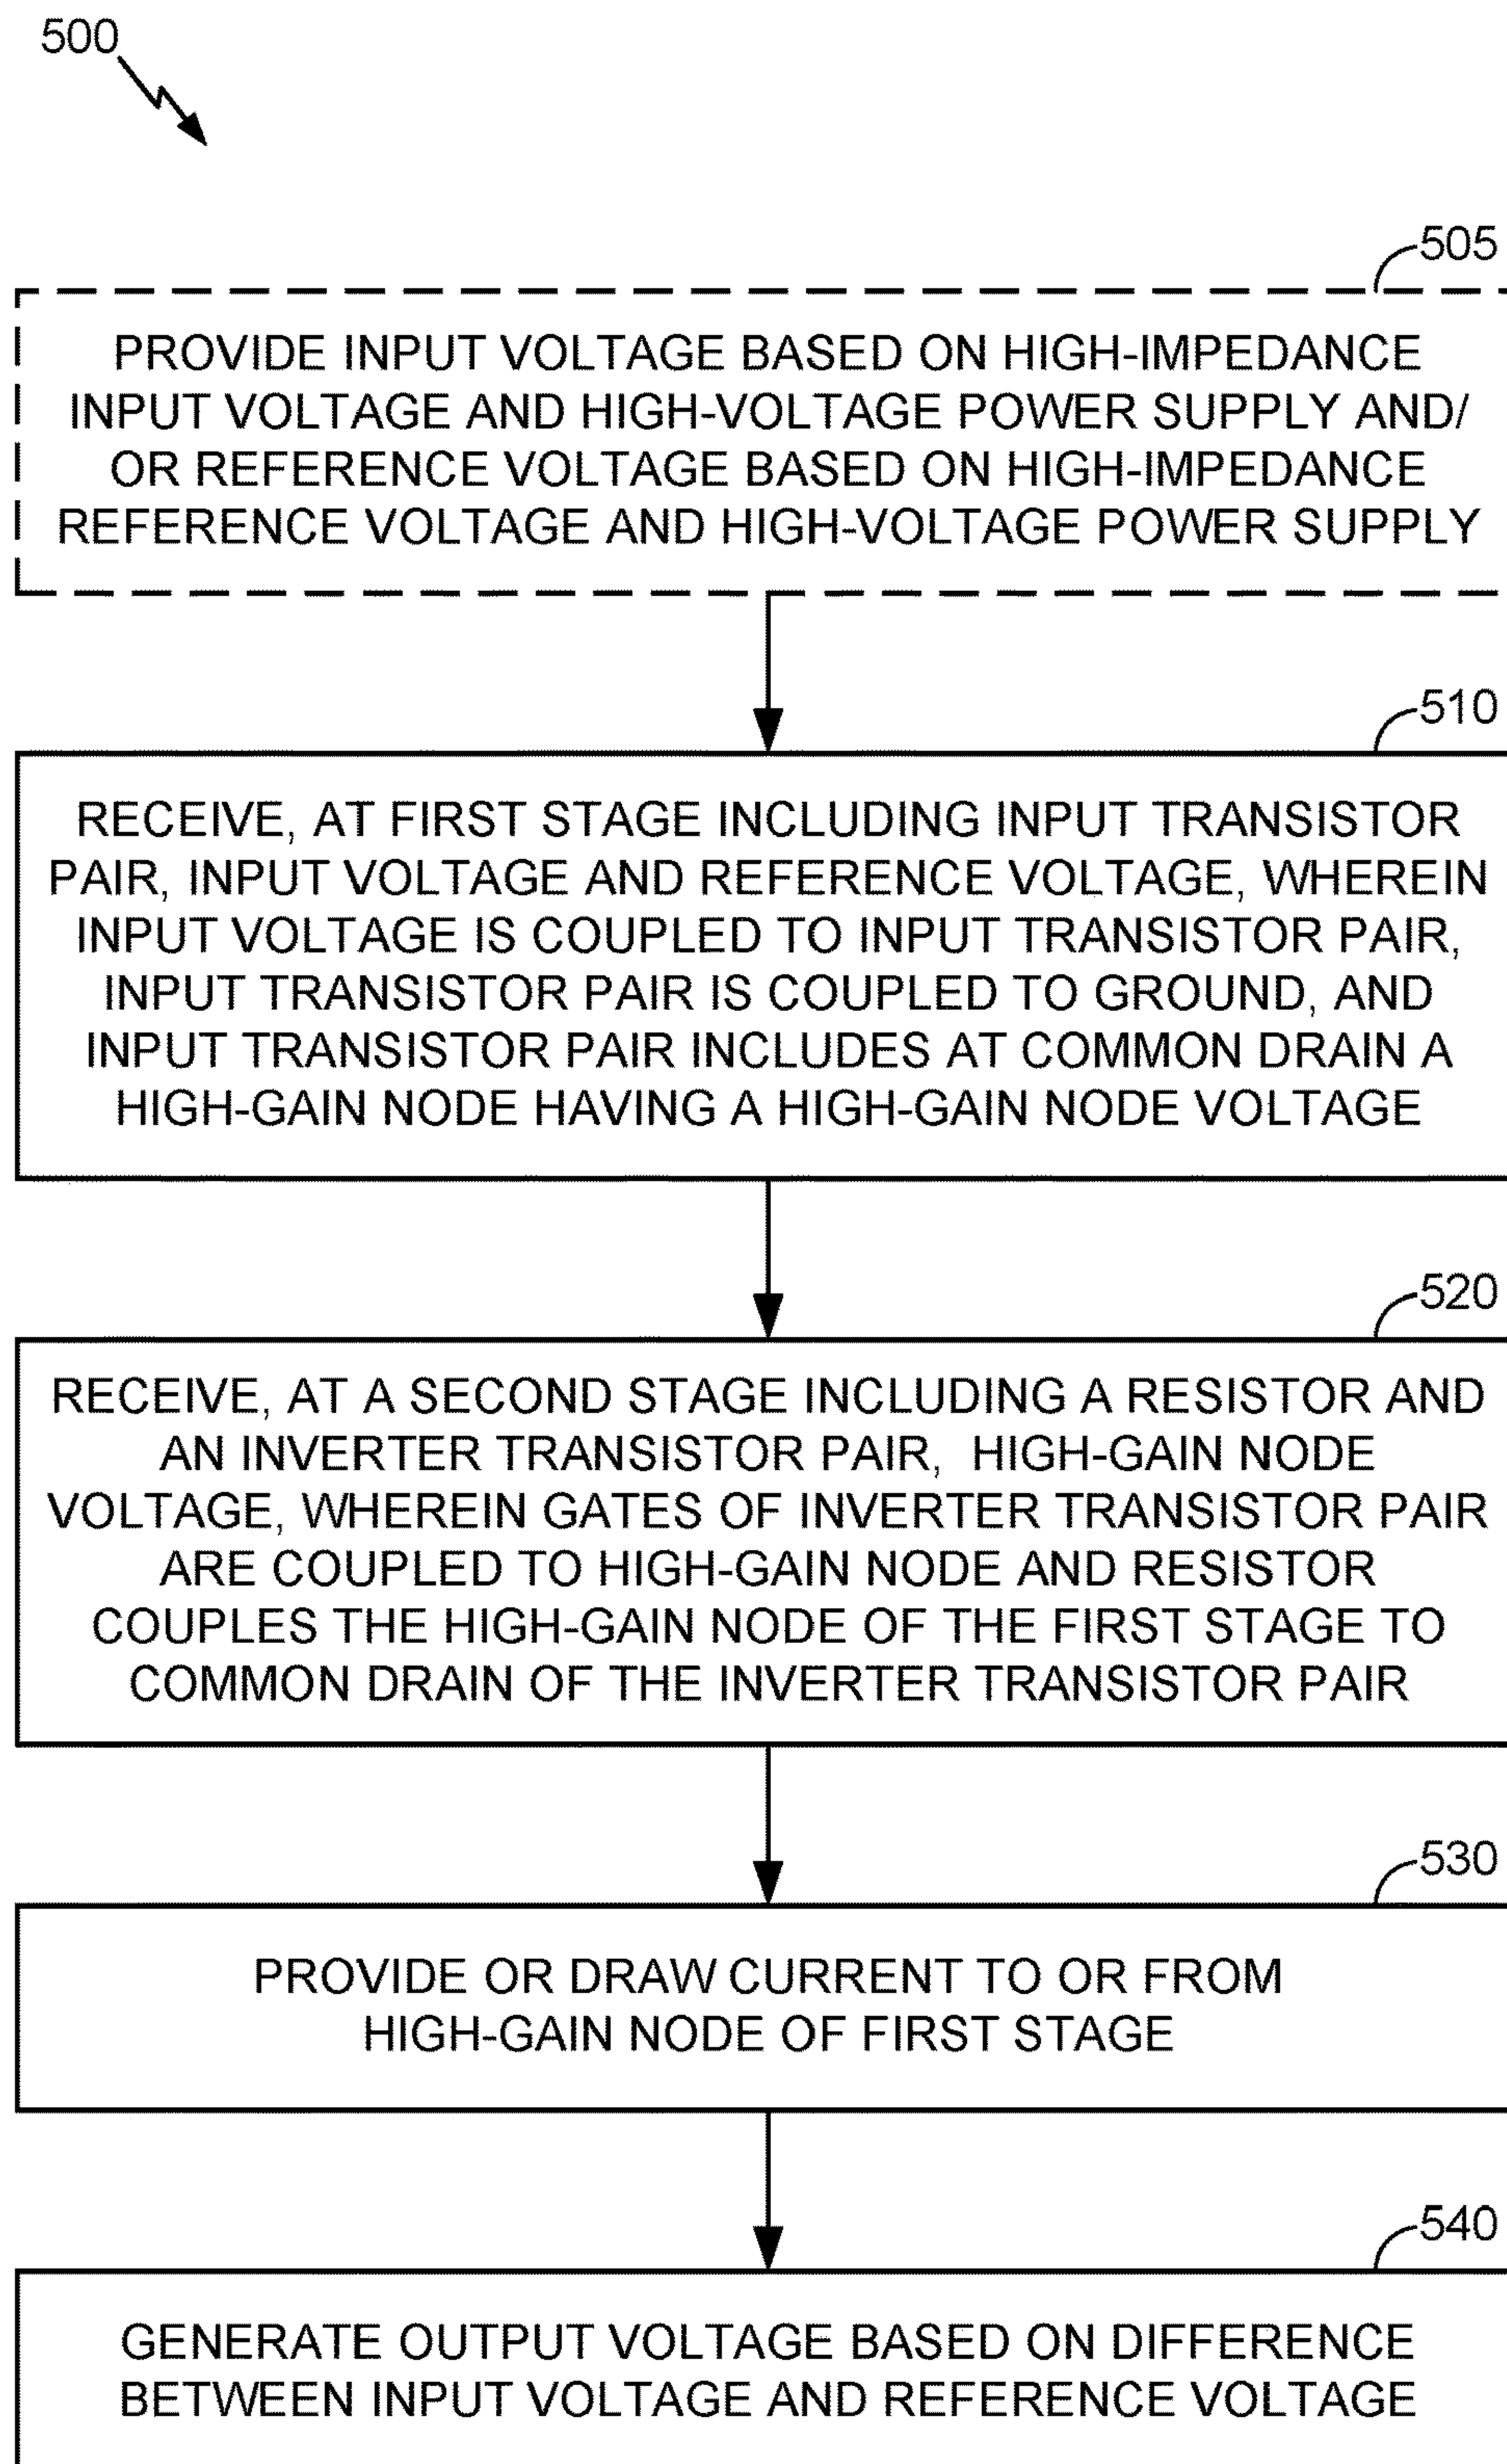 500
505
PROVIDE INPUT VOLTAGE BASED ON HIGH-IMPEDANCE
INPUT VOLTAGE AND HIGH-VOLTAGE POWER SUPPLY AND/
OR REFERENCE VOLTAGE BASED ON HIGH-IMPEDANCE
REFERENCE VOLTAGE AND HIGH-VOLTAGE POWER SUPPLY
510
RECEIVE, AT FIRST STAGE INCLUDING INPUT TRANSISTOR
PAIR, INPUT VOLTAGE AND REFERENCE VOLTAGE, WHEREIN
INPUT VOLTAGE IS COUPLED TO INPUT TRANSISTOR PAIR,
INPUT TRANSISTOR PAIR IS COUPLED TO GROUND, AND
INPUT TRANSISTOR PAIR INCLUDES AT COMMON DRAIN A
HIGH-GAIN NODE HAVING A HIGH-GAIN NODE VOLTAGE
520
RECEIVE, AT A SECOND STAGE INCLUDING A RESISTOR AND
AN INVERTER TRANSISTOR PAIR, HIGH-GAIN NODE
VOLTAGE, WHEREIN GATES OF INVERTER TRANSISTOR PAIR
ARE COUPLED TO HIGH-GAIN NODE AND RESISTOR
COUPLES THE HIGH-GAIN NODE OF THE FIRST STAGE TO
COMMON DRAIN OF THE INVERTER TRANSISTOR PAIR
530
PROVIDE OR DRAW CURRENT TO OR FROM
HIGH-GAIN NODE OF FIRST STAGE
540
GENERATE OUTPUT VOLTAGE BASED ON DIFFERENCE
BETWEEN INPUT VOLTAGE AND REFERENCE VOLTAGE